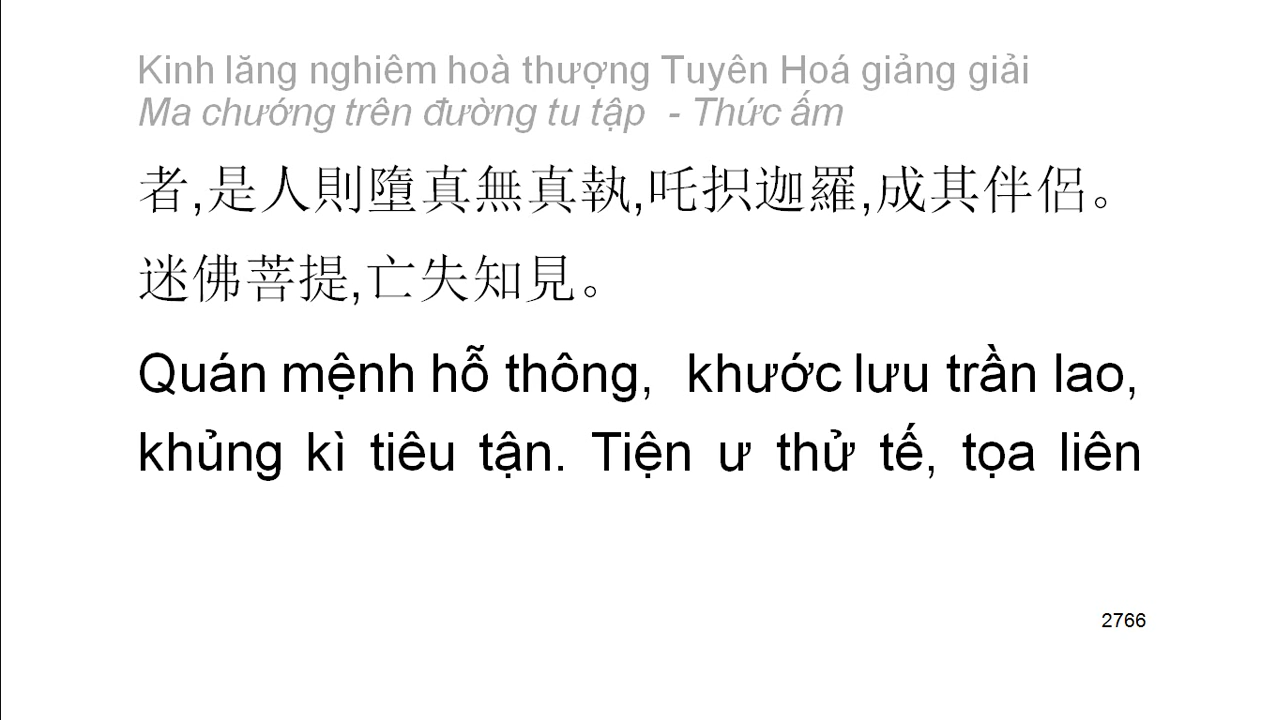 Kinh lăng nghiêm hoà thượng Tuyên Hoá giảng giải
Ma chướng trên đường tu tập - Thức ấm
者,是人則墮真無真執,吒抧迦羅,成其伴侶。
迷佛菩提,亡失知見。
Quán mệnh hỗ thông, khước lưu trần lao,
khủng kì tiêu tận. Tiện ư thử tế, tọa liên
2766